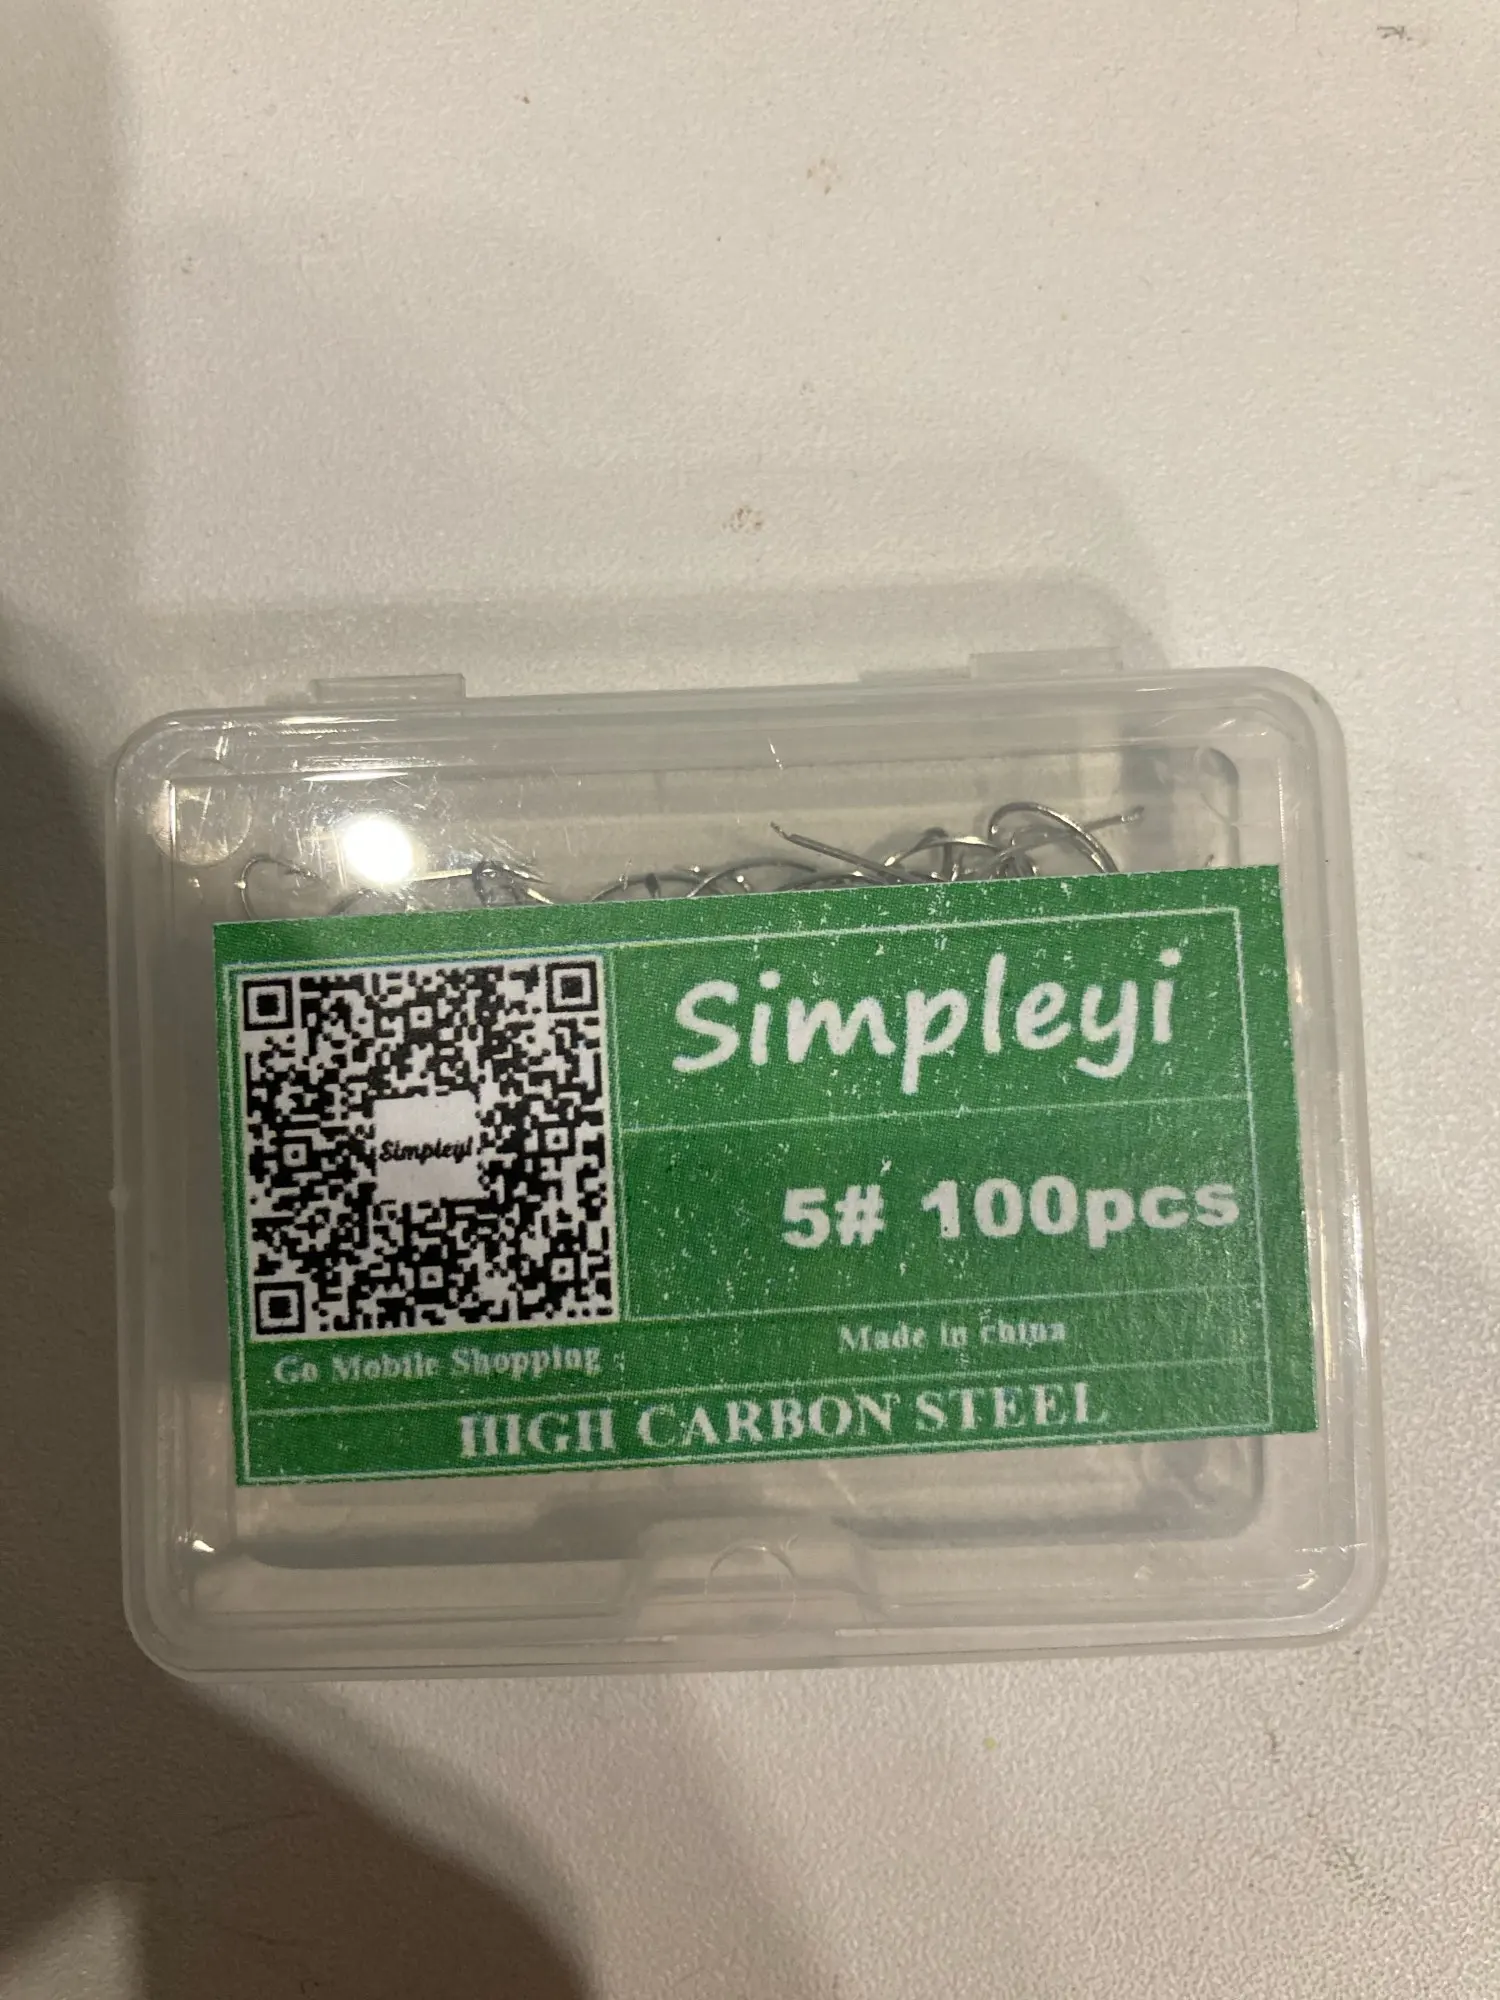 Simpleyi
Simpleyi
5# 100pcs
Made in china
Go Mobile Shopping
HIGH CARBON STEEL